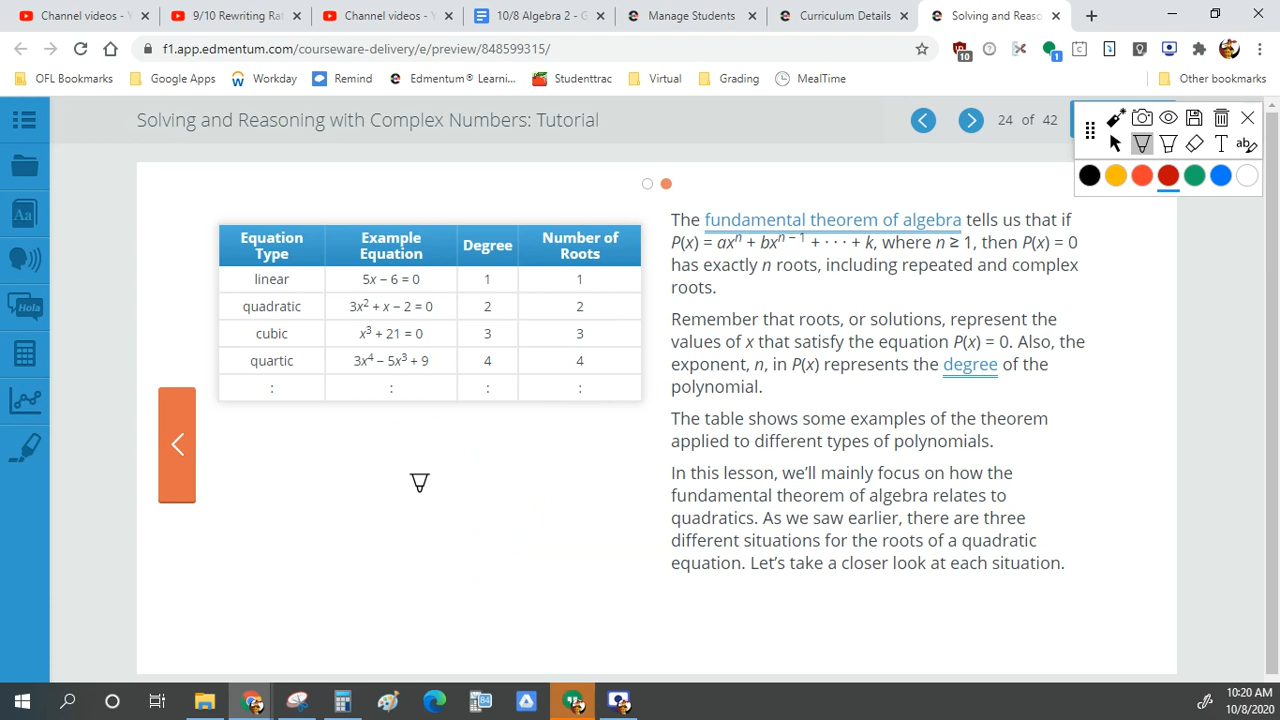 Channel videos - Y
9/10 Rewriting Rat
Channel videos - Y
10/8 Algebra 2 - G
Manage Students
Curriculum Details
Solving and Reaso
f1.app.edmentum.com/courseware-delivery/e/preview/848599315/
10
1
OFL Bookmarks
Google Apps
Workday
Remind
Edmentum® Learni...
Studenttrac
Virtual
Grading
MealTime
Other bookmarks
Solving and Reasoning with Complex Numbers: Tutorial
24 of 42
Aa
Hola
T
ab
Equation Type Example Equation Degree Number of Roots
linear 5x − 6 = 0 1 1
quadratic 3x² + x − 2 = 0 2 2
cubic x³ + 21 = 0 3 3
quartic 3x⁴ − 5x³ + 9 4 4
: : : :
The fundamental theorem of algebra tells us that if
P(x) = axⁿ + bxⁿ⁻¹ + · · · + k, where n ≥ 1, then P(x) = 0
has exactly n roots, including repeated and complex
roots.
Remember that roots, or solutions, represent the
values of x that satisfy the equation P(x) = 0. Also, the
exponent, n, in P(x) represents the degree of the
polynomial.
The table shows some examples of the theorem
applied to different types of polynomials.
In this lesson, we'll mainly focus on how the
fundamental theorem of algebra relates to
quadratics. As we saw earlier, there are three
different situations for the roots of a quadratic
equation. Let's take a closer look at each situation.
84
10:20 AM
10/8/2020